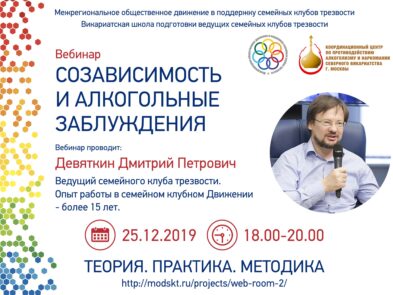 Межрегиональное общественное движение в поддержку семейных клубов трезвости
Викариатская школа подготовки ведущих семейных клубов трезвости
Вебинар
СОЗАВИСИМОСТЬ
И АЛКОГОЛЬНЫЕ
ЗАБЛУЖДЕНИЯ
КООРДИНАЦИОННЫЙ ЦЕНТР
ПО ПРОТИВОДЕЙСТВИЮ
АЛКОГОЛИЗМУ И НАРКОМАНИИ
СЕВЕРНОГО ВИКАРИАТСТВА
Г. МОСКВЫ
Вебинар проводит:
Девяткин Дмитрий Петрович
Ведущий семейного клуба трезвости.
Опыт работы в семейном клубном Движении
- более 15 лет.
25.12.2019
18.00-20.00
ТЕОРИЯ. ПРАКТИКА. МЕТОДИКА
http://modskt.ru/projects/web-room-2/